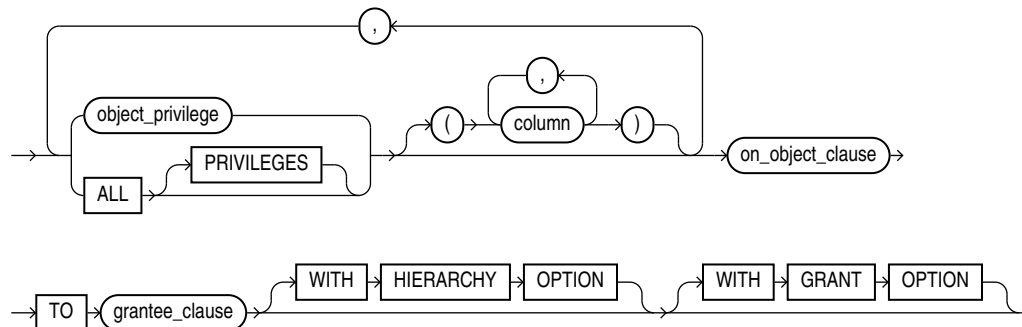 ,
,
object_privilege ( column )
PRIVILEGES on_object_clause
ALL
WITH HIERARCHY OPTION WITH GRANT OPTION
TO grantee_clause